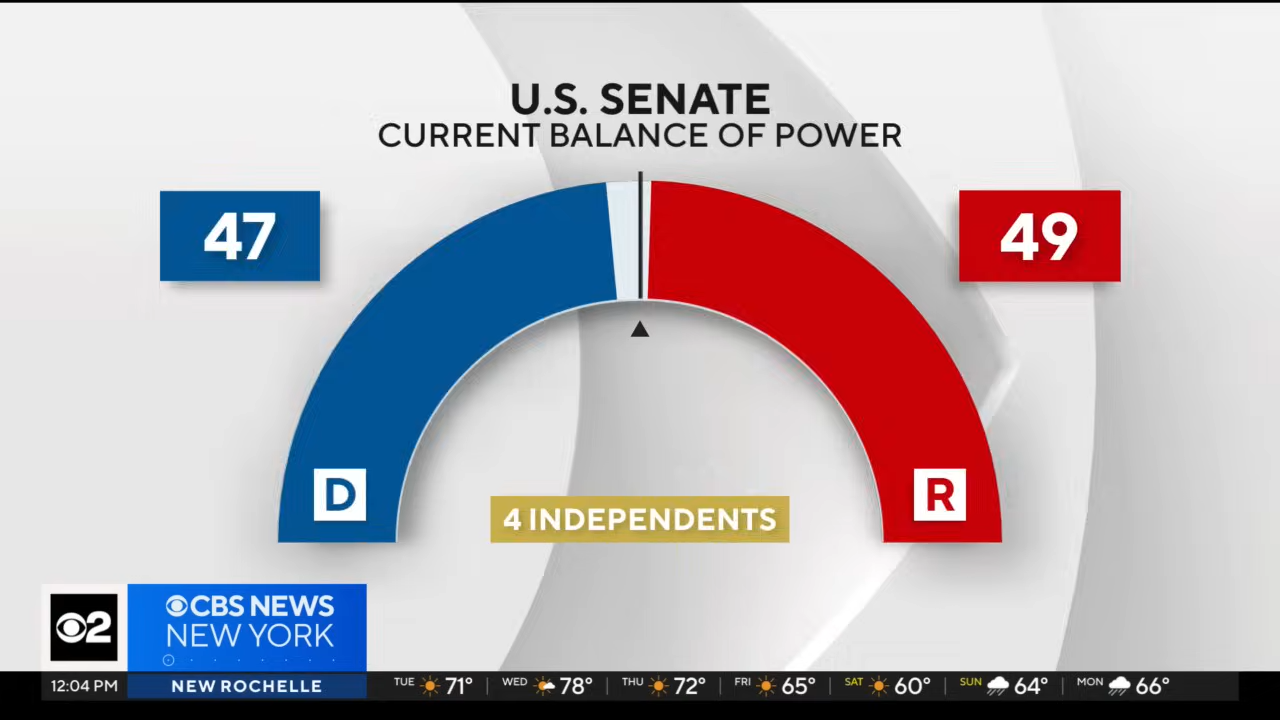 U.S. SENATE
CURRENT BALANCE OF POWER
47
49
D
R
4 INDEPENDENTS
2
CBS NEWS
NEW YORK
12:04 PM
NEW ROCHELLE
TUE 71° WED 78° THU 72° FRI 65° SAT 60° SUN 64° MON 66°